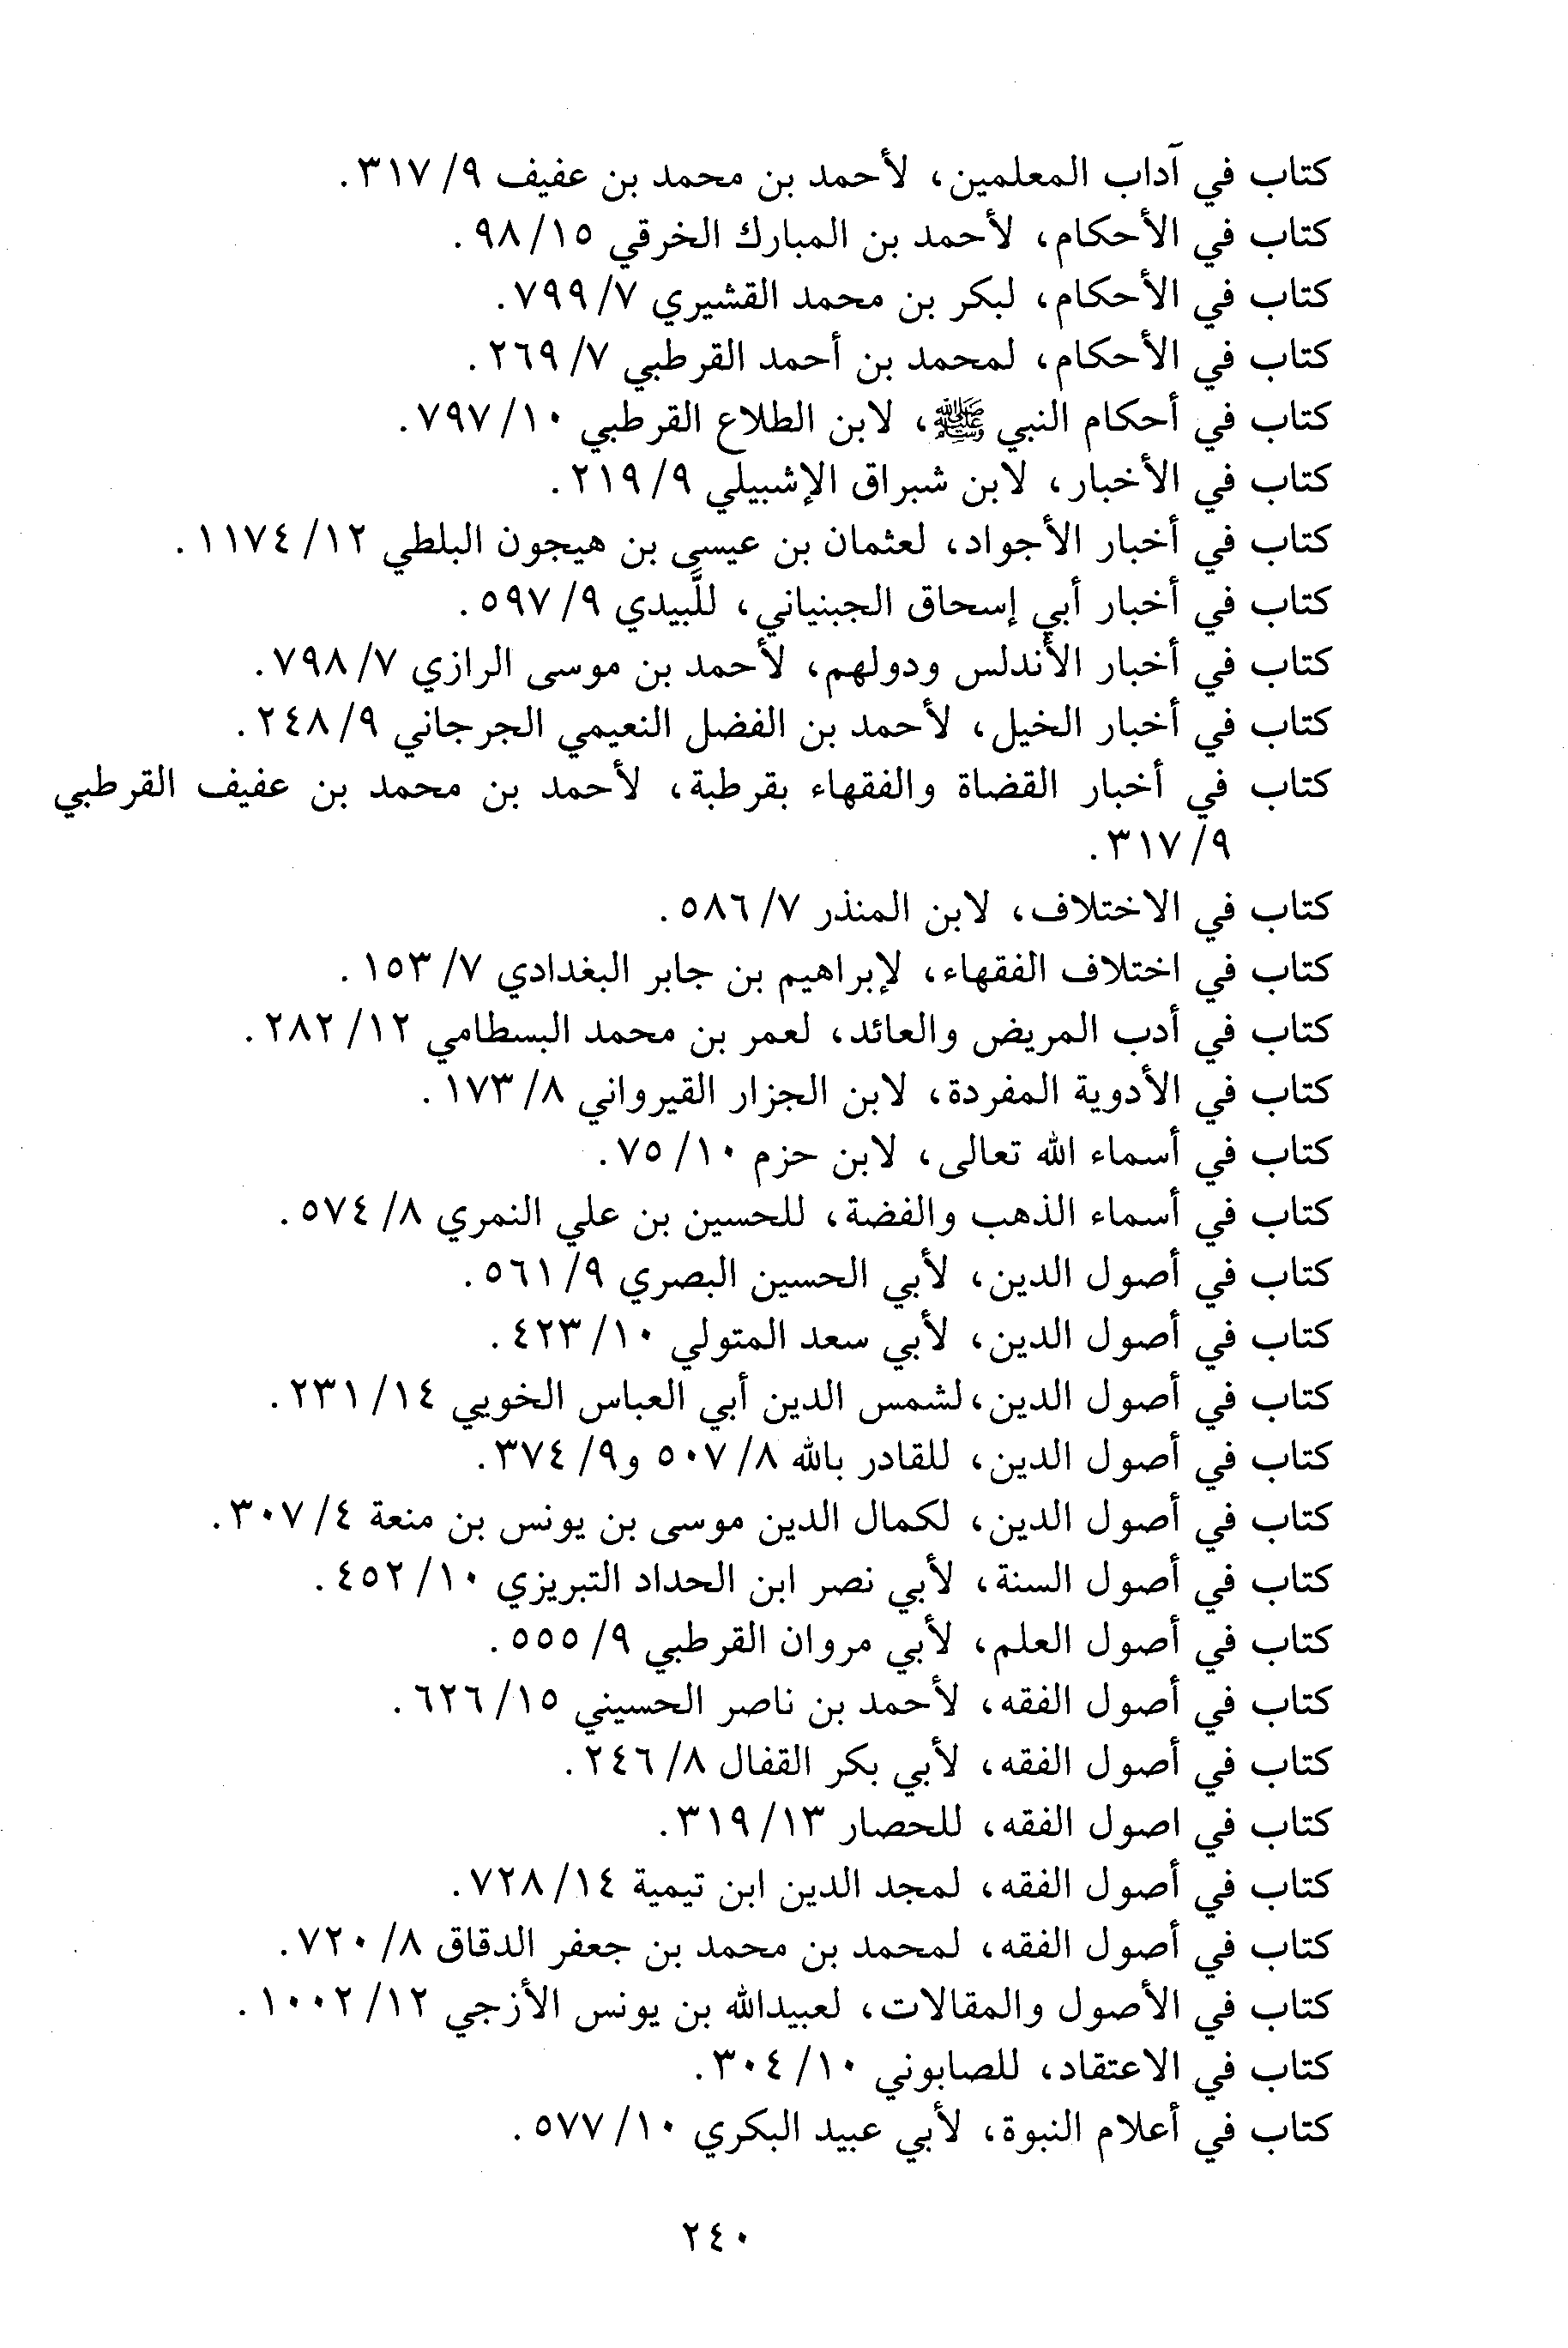 كتاب في آداب المعلمين، لأحمد بن محمد بن عفيف ٩/ ٣١٧.
كتاب في الأحكام، لأحمد بن المبارك الخرقي ١٥/ ٩٨.
كتاب في الأحكام، لبكر بن محمد القشيري ٧/ ٧٩٩.
كتاب في الأحكام، لمحمد بن أحمد القرطبي ٧/ ٢٦٩.
كتاب في أحكام النبي ﷺ، لابن الطلاع القرطبي ١٠/ ٧٩٧.
كتاب في الأخبار، لابن شبراق الإشبيلي ٩/ ٢١٩.
كتاب في أخبار الأجواد، لعثمان بن عيسى بن هيجون البلطي ١٢/ ١١٧٤.
كتاب في أخبار أبي إسحاق الجبنياني، للَّبيدي ٩/ ٥٩٧.
كتاب في أخبار الأندلس ودولهم، لأحمد بن موسى الرازي ٧/ ٧٩٨.
كتاب في أخبار الخيل، لأحمد بن الفضل النعيمي الجرجاني ٩/ ٢٤٨.
كتاب في أخبار القضاة والفقهاء بقرطبة، لأحمد بن محمد بن عفيف القرطبي
٩/ ٣١٧.
كتاب في الاختلاف، لابن المنذر ٧/ ٥٨٦.
كتاب في اختلاف الفقهاء، لإبراهيم بن جابر البغدادي ٧/ ١٥٣.
كتاب في أدب المريض والعائد، لعمر بن محمد البسطامي ١٢/ ٢٨٢.
كتاب في الأدوية المفردة، لابن الجزار القيرواني ٨/ ١٧٣.
كتاب في أسماء الله تعالى، لابن حزم ١٠/ ٧٥.
كتاب في أسماء الذهب والفضة، للحسين بن علي النمري ٨/ ٥٧٤.
كتاب في أصول الدين، لأبي الحسين البصري ٩/ ٥٦١.
كتاب في أصول الدين، لأبي سعد المتولي ١٠/ ٤٢٣.
كتاب في أصول الدين، لشمس الدين أبي العباس الخويي ١٤/ ٢٣١.
كتاب في أصول الدين، للقادر بالله ٨/ ٥٠٧ و٩/ ٣٧٤.
كتاب في أصول الدين، لكمال الدين موسى بن يونس بن منعة ٤/ ٣٠٧.
كتاب في أصول السنة، لأبي نصر ابن الحداد التبريزي ١٠/ ٤٥٢.
كتاب في أصول العلم، لأبي مروان القرطبي ٩/ ٥٥٥.
كتاب في أصول الفقه، لأحمد بن ناصر الحسيني ١٥/ ٦٢٦.
كتاب في أصول الفقه، لأبي بكر القفال ٨/ ٢٤٦.
كتاب في اصول الفقه، للحصار ١٣/ ٣١٩.
كتاب في أصول الفقه، لمجد الدين ابن تيمية ١٤/ ٧٢٨.
كتاب في أصول الفقه، لمحمد بن محمد بن جعفر الدقاق ٨/ ٧٢٠.
كتاب في الأصول والمقالات، لعبيدالله بن يونس الأزجي ١٢/ ١٠٠٢.
كتاب في الاعتقاد، للصابوني ١٠/ ٣٠٤.
كتاب في أعلام النبوة، لأبي عبيد البكري ١٠/ ٥٧٧.
٢٤٠